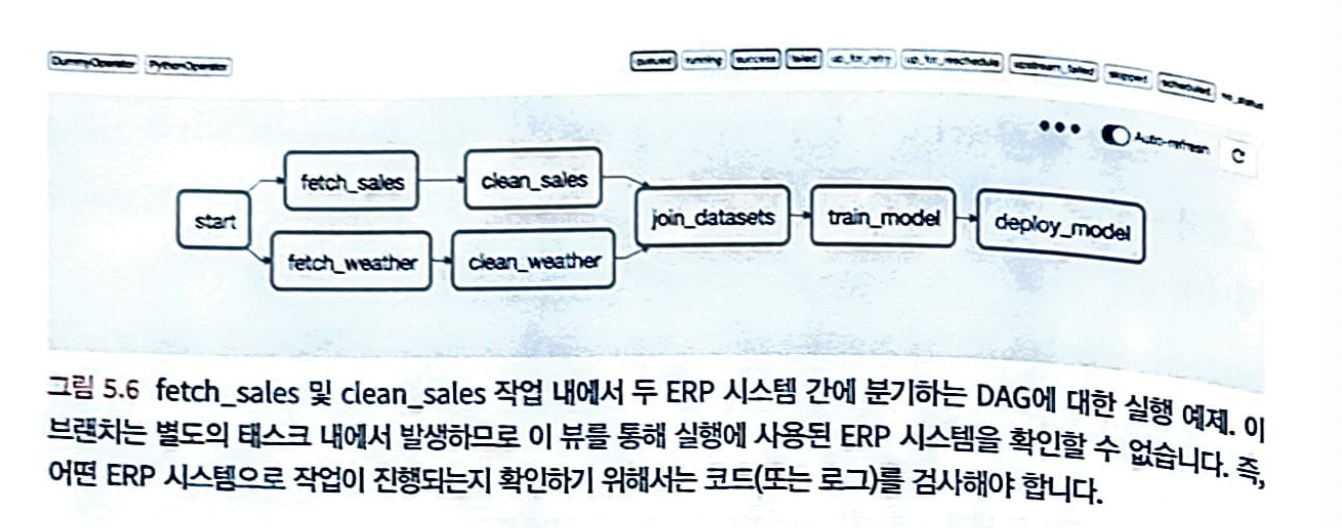 DummyOperator PythonOperator queued running success failed up_for_retry up_for_reschedule upstream_failed skipped scheduled no_status
Auto-refresh
fetch_sales clean_sales
start join_datasets train_model deploy_model
fetch_weather clean_weather
그림 5.6 fetch_sales 및 clean_sales 작업 내에서 두 ERP 시스템 간에 분기하는 DAG에 대한 실행 예제. 이
브랜치는 별도의 태스크 내에서 발생하므로 이 뷰를 통해 실행에 사용된 ERP 시스템을 확인할 수 없습니다. 즉,
어떤 ERP 시스템으로 작업이 진행되는지 확인하기 위해서는 코드(또는 로그)를 검사해야 합니다.